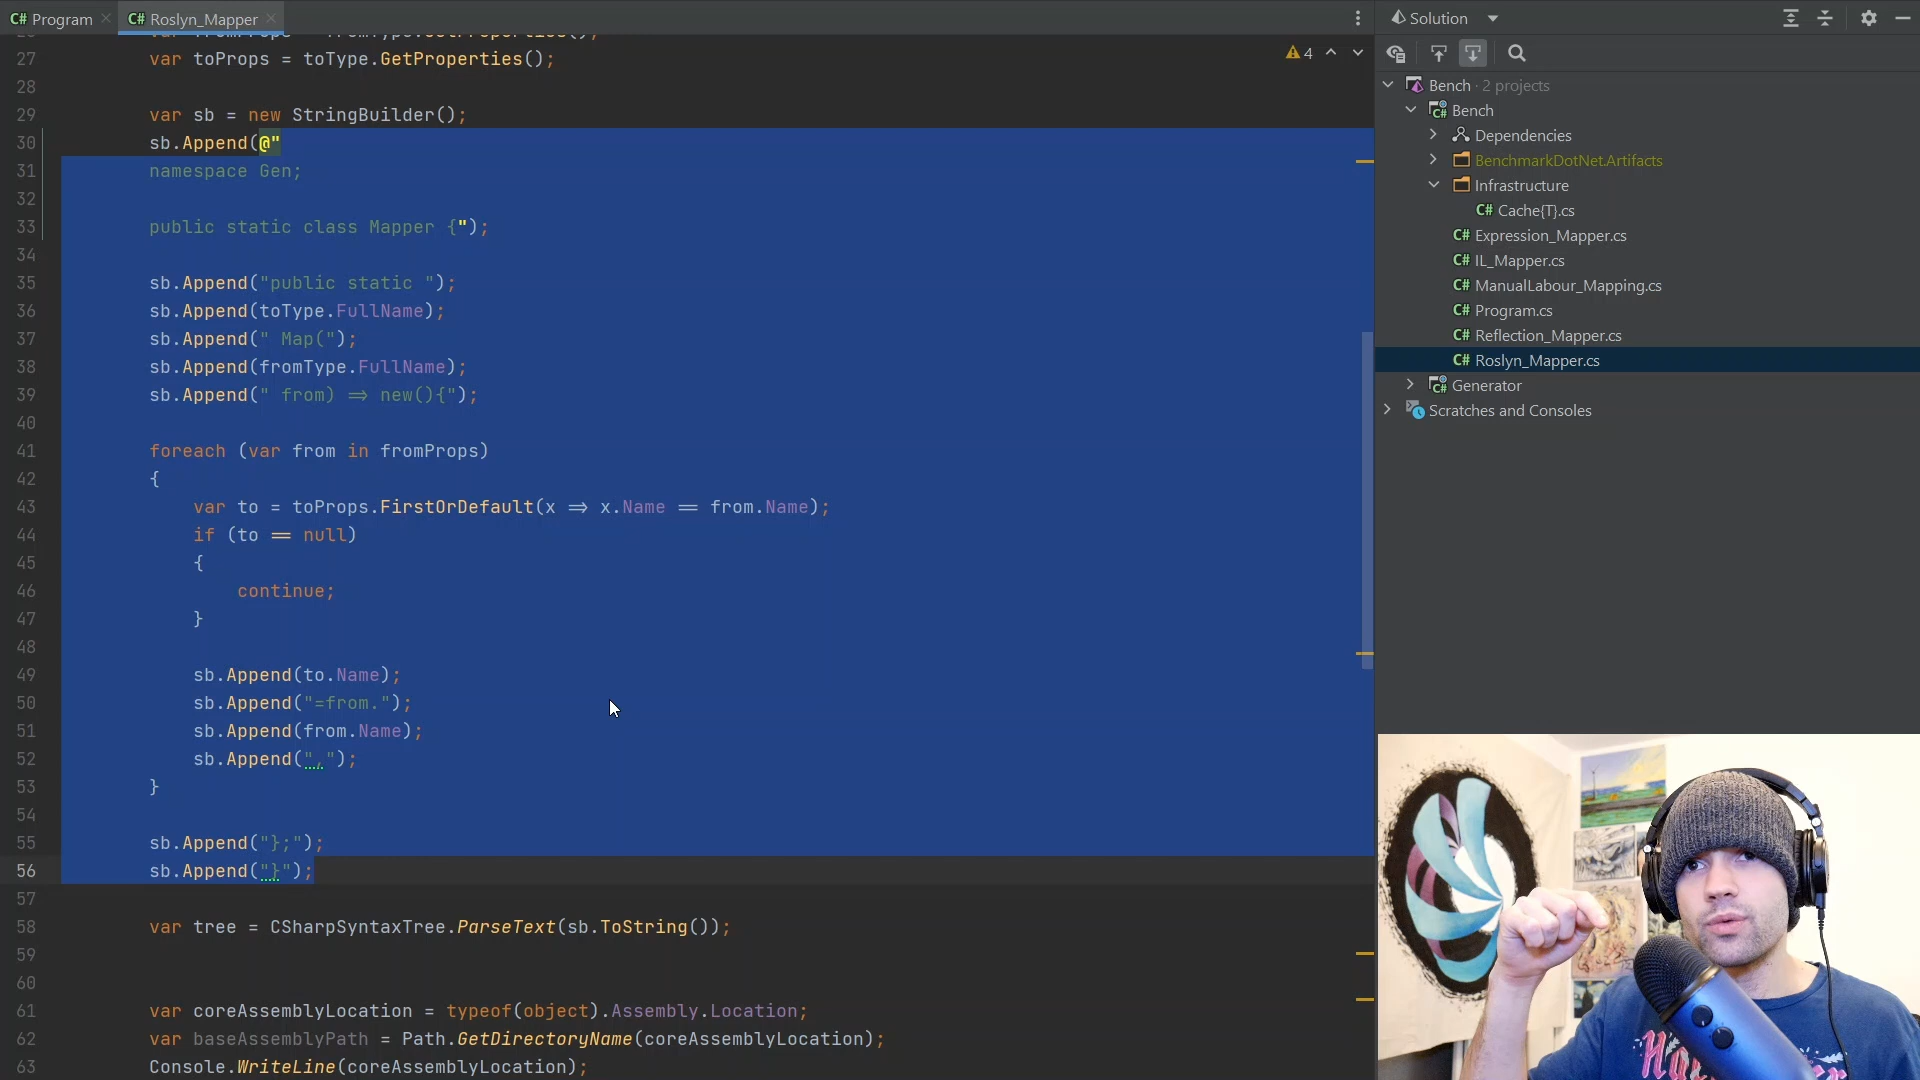 C# Program
C# Roslyn_Mapper
Solution
4
27 var toProps = toType.GetProperties();
28
29 var sb = new StringBuilder();
30 sb.Append(@"
31 namespace Gen;
32
33 public static class Mapper {");
34
35 sb.Append("public static ");
36 sb.Append(toType.FullName);
37 sb.Append(" Map(");
38 sb.Append(fromType.FullName);
39 sb.Append(" from) => new(){");
40
41 foreach (var from in fromProps)
42 {
43 var to = toProps.FirstOrDefault(x => x.Name == from.Name);
44 if (to == null)
45 {
46 continue;
47 }
48
49 sb.Append(to.Name);
50 sb.Append("=from.");
51 sb.Append(from.Name);
52 sb.Append(",");
53 }
54
55 sb.Append("};");
56 sb.Append("}");
57
58 var tree = CSharpSyntaxTree.ParseText(sb.ToString());
59
60
61 var coreAssemblyLocation = typeof(object).Assembly.Location;
62 var baseAssemblyPath = Path.GetDirectoryName(coreAssemblyLocation);
63 Console.WriteLine(coreAssemblyLocation);
Bench · 2 projects
C# Bench
Dependencies
BenchmarkDotNet.Artifacts
Infrastructure
C# Cache{T}.cs
C# Expression_Mapper.cs
C# IL_Mapper.cs
C# ManualLabour_Mapping.cs
C# Program.cs
C# Reflection_Mapper.cs
C# Roslyn_Mapper.cs
C# Generator
Scratches and Consoles